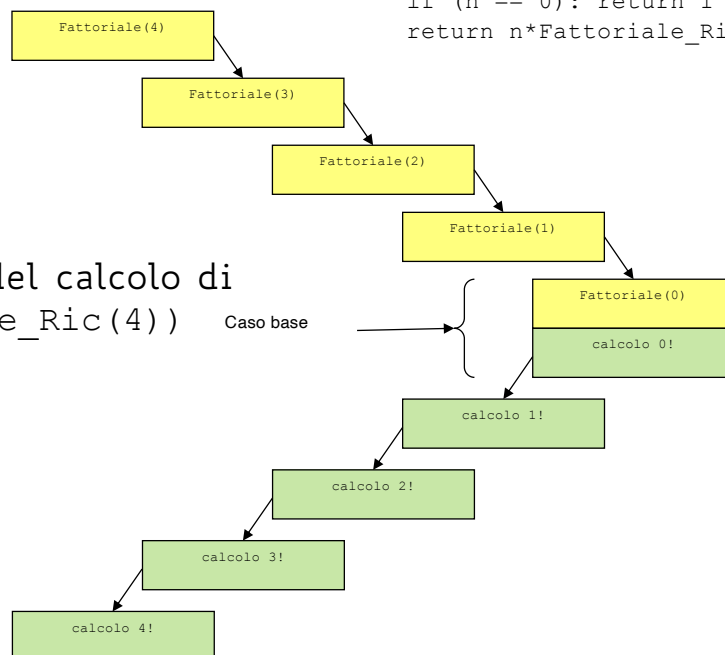 if (n == 0): return 1
return n*Fattoriale_Ri
Fattoriale(4)
Fattoriale(3)
Fattoriale(2)
Fattoriale(1)
del calcolo di
e_Ric(4))
Caso base
Fattoriale(0)
calcolo 0!
calcolo 1!
calcolo 2!
calcolo 3!
calcolo 4!